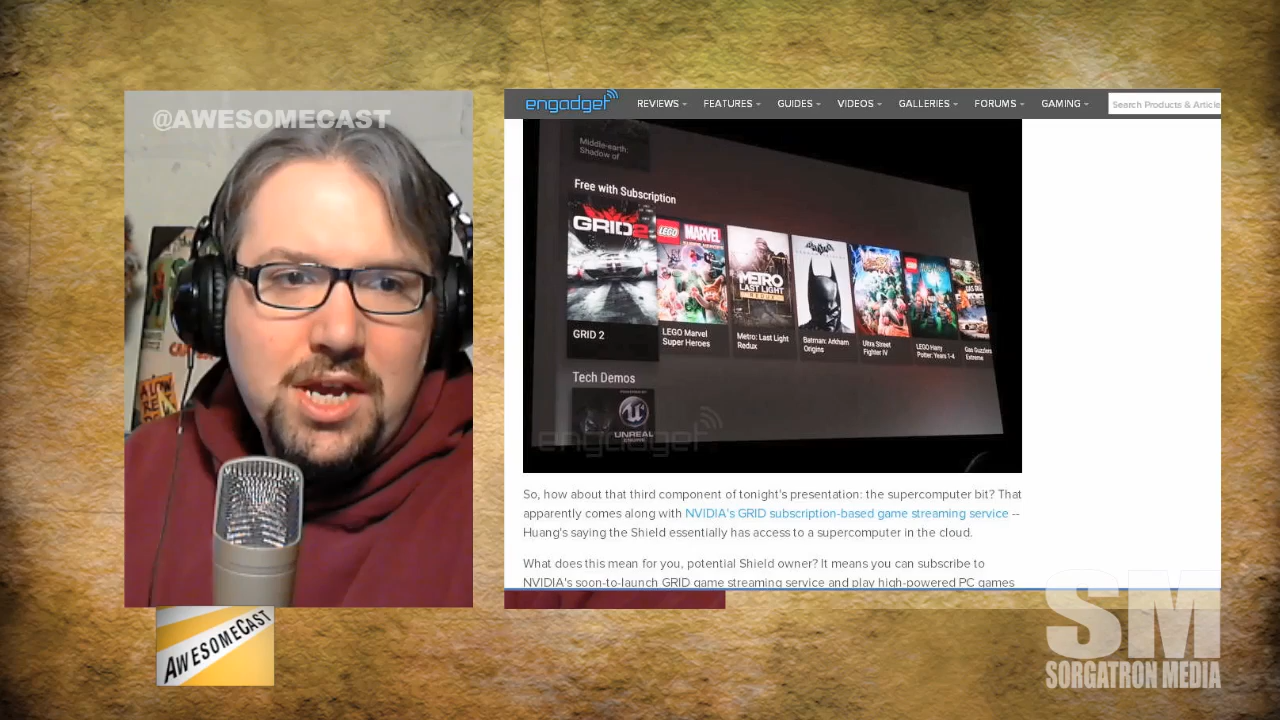 @AWESOMECAST
engadget
REVIEWS
FEATURES
GUIDES
VIDEOS
GALLERIES
FORUMS
GAMING
Search Products & Article
Middle-earth:
Shadow of
Free with Subscription
GRID 2
LEGO MARVEL
SUPER HEROES
METRO
LAST LIGHT
REDUX
LEGO
GRID 2
LEGO Marvel
Super Heroes
Metro: Last Light
Redux
Batman: Arkham
Origins
Ultra Street
Fighter IV
LEGO Harry
Potter: Years 1-4
Gas Guzzlers
Extreme
Tech Demos
UNREAL
ENGINE
engadget
So, how about that third component of tonight's presentation: the supercomputer bit? That
apparently comes along with NVIDIA's GRID subscription-based game streaming service --
Huang's saying the Shield essentially has access to a supercomputer in the cloud.
What does this mean for you, potential Shield owner? It means you can subscribe to
NVIDIA's soon-to-launch GRID game streaming service and play high-powered PC games
AWESOMECAST
SM
SORGATRON MEDIA